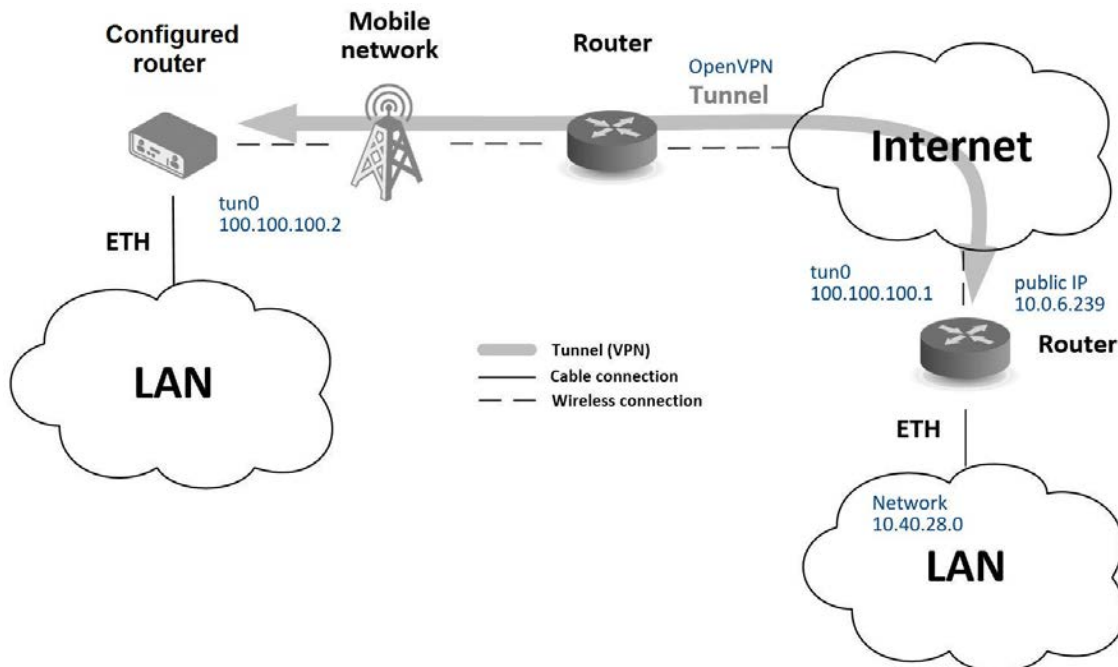 Configured
router
Mobile
network
Router
OpenVPN
Tunnel
Internet
tun0
100.100.100.2
ETH
LAN
tun0
100.100.100.1
public IP
10.0.6.239
Router
Tunnel (VPN)
Cable connection
Wireless connection
ETH
Network
10.40.28.0
LAN